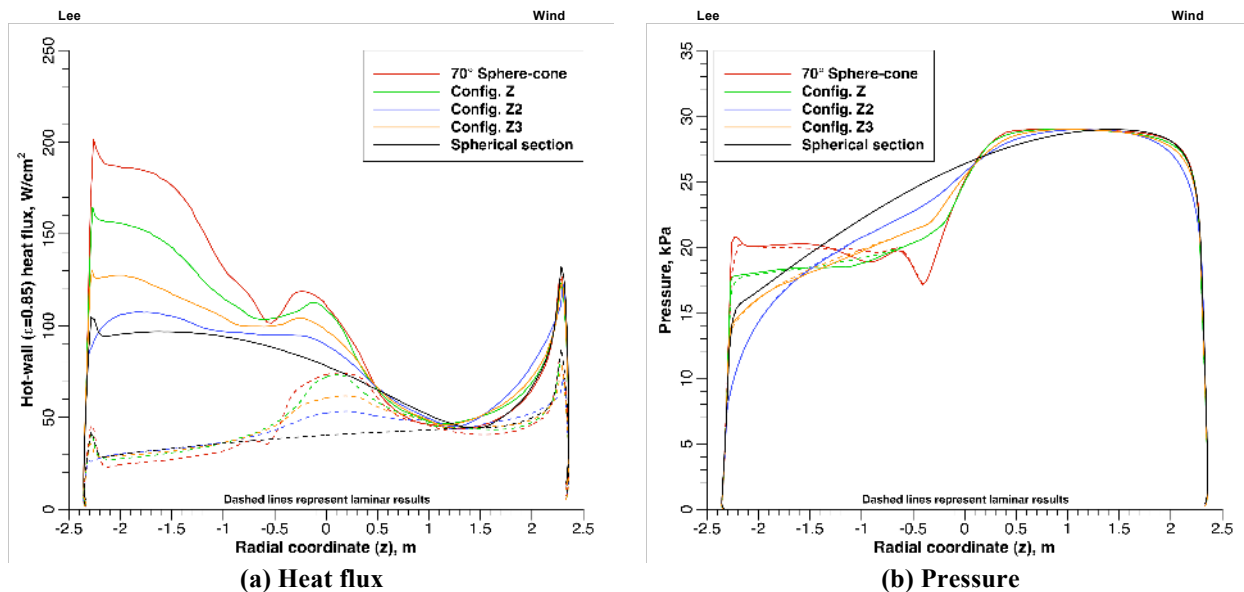 Lee Wind
250
200
150
100
50
0
Hot-wall (ε=0.85) heat flux, W/cm²
70° Sphere-cone
Config. Z
Config. Z2
Config. Z3
Spherical section
Dashed lines represent laminar results
-2.5 -2 -1.5 -1 -0.5 0 0.5 1 1.5 2 2.5
Radial coordinate (z), m
(a) Heat flux
Lee Wind
35
30
25
20
15
10
5
0
Pressure, kPa
70° Sphere-cone
Config. Z
Config. Z2
Config. Z3
Spherical section
Dashed lines represent laminar results
-2.5 -2 -1.5 -1 -0.5 0 0.5 1 1.5 2 2.5
Radial coordinate (z), m
(b) Pressure